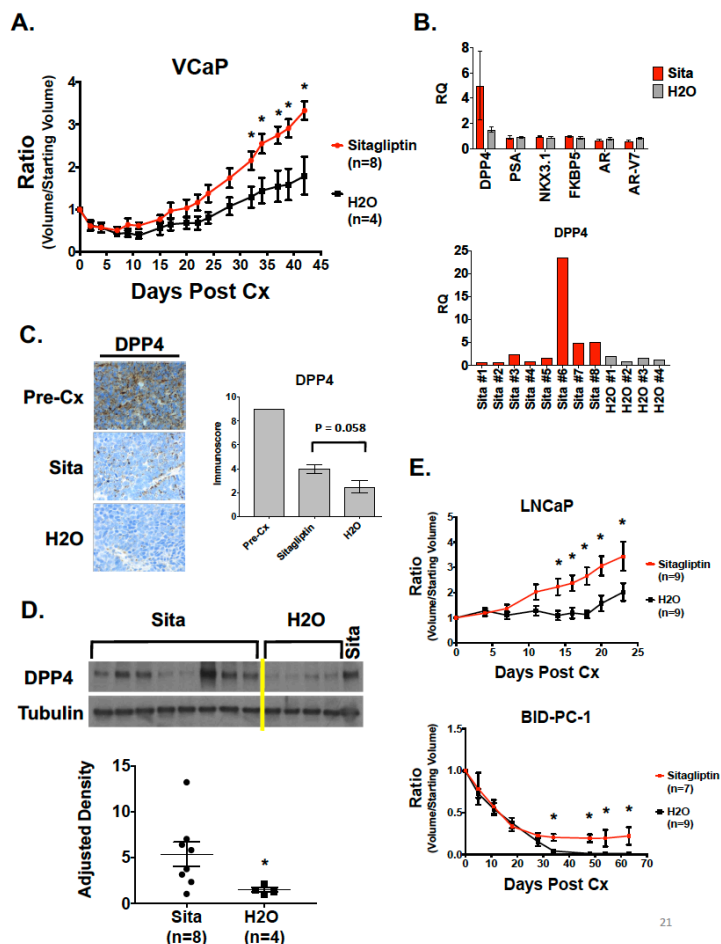 A.
VCaP
Ratio
(Volume/Starting Volume)
4
3
2
1
0
* * * * *
0 5 10 15 20 25 30 35 40 45
Days Post Cx
Sitagliptin
(n=8)
H2O
(n=4)
B.
RQ
8
6
4
2
0
Sita
H2O
DPP4
PSA
NKX3.1
FKBP5
AR
AR-V7
DPP4
RQ
25
20
15
10
5
0
Sita #1
Sita #2
Sita #3
Sita #4
Sita #5
Sita #6
Sita #7
Sita #8
H2O #1
H2O #2
H2O #3
H2O #4
C.
DPP4
Pre-Cx
Sita
H2O
DPP4
P = 0.058
Immunoscore
10
8
6
4
2
0
Pre-Cx
Sitagliptin
H2O
D.
Sita
H2O
Sita
DPP4
Tubulin
Adjusted Density
15
10
5
0
*
Sita
(n=8)
H2O
(n=4)
E.
LNCaP
Ratio
(Volume/Starting Volume)
5
4
3
2
1
0
* * * * *
0 5 10 15 20 25
Days Post Cx
Sitagliptin
(n=9)
H2O
(n=9)
BID-PC-1
Ratio
(Volume/Starting Volume)
1.5
1.0
0.5
0.0
* * * *
0 10 20 30 40 50 60 70
Days Post Cx
Sitagliptin
(n=7)
H2O
(n=9)
21